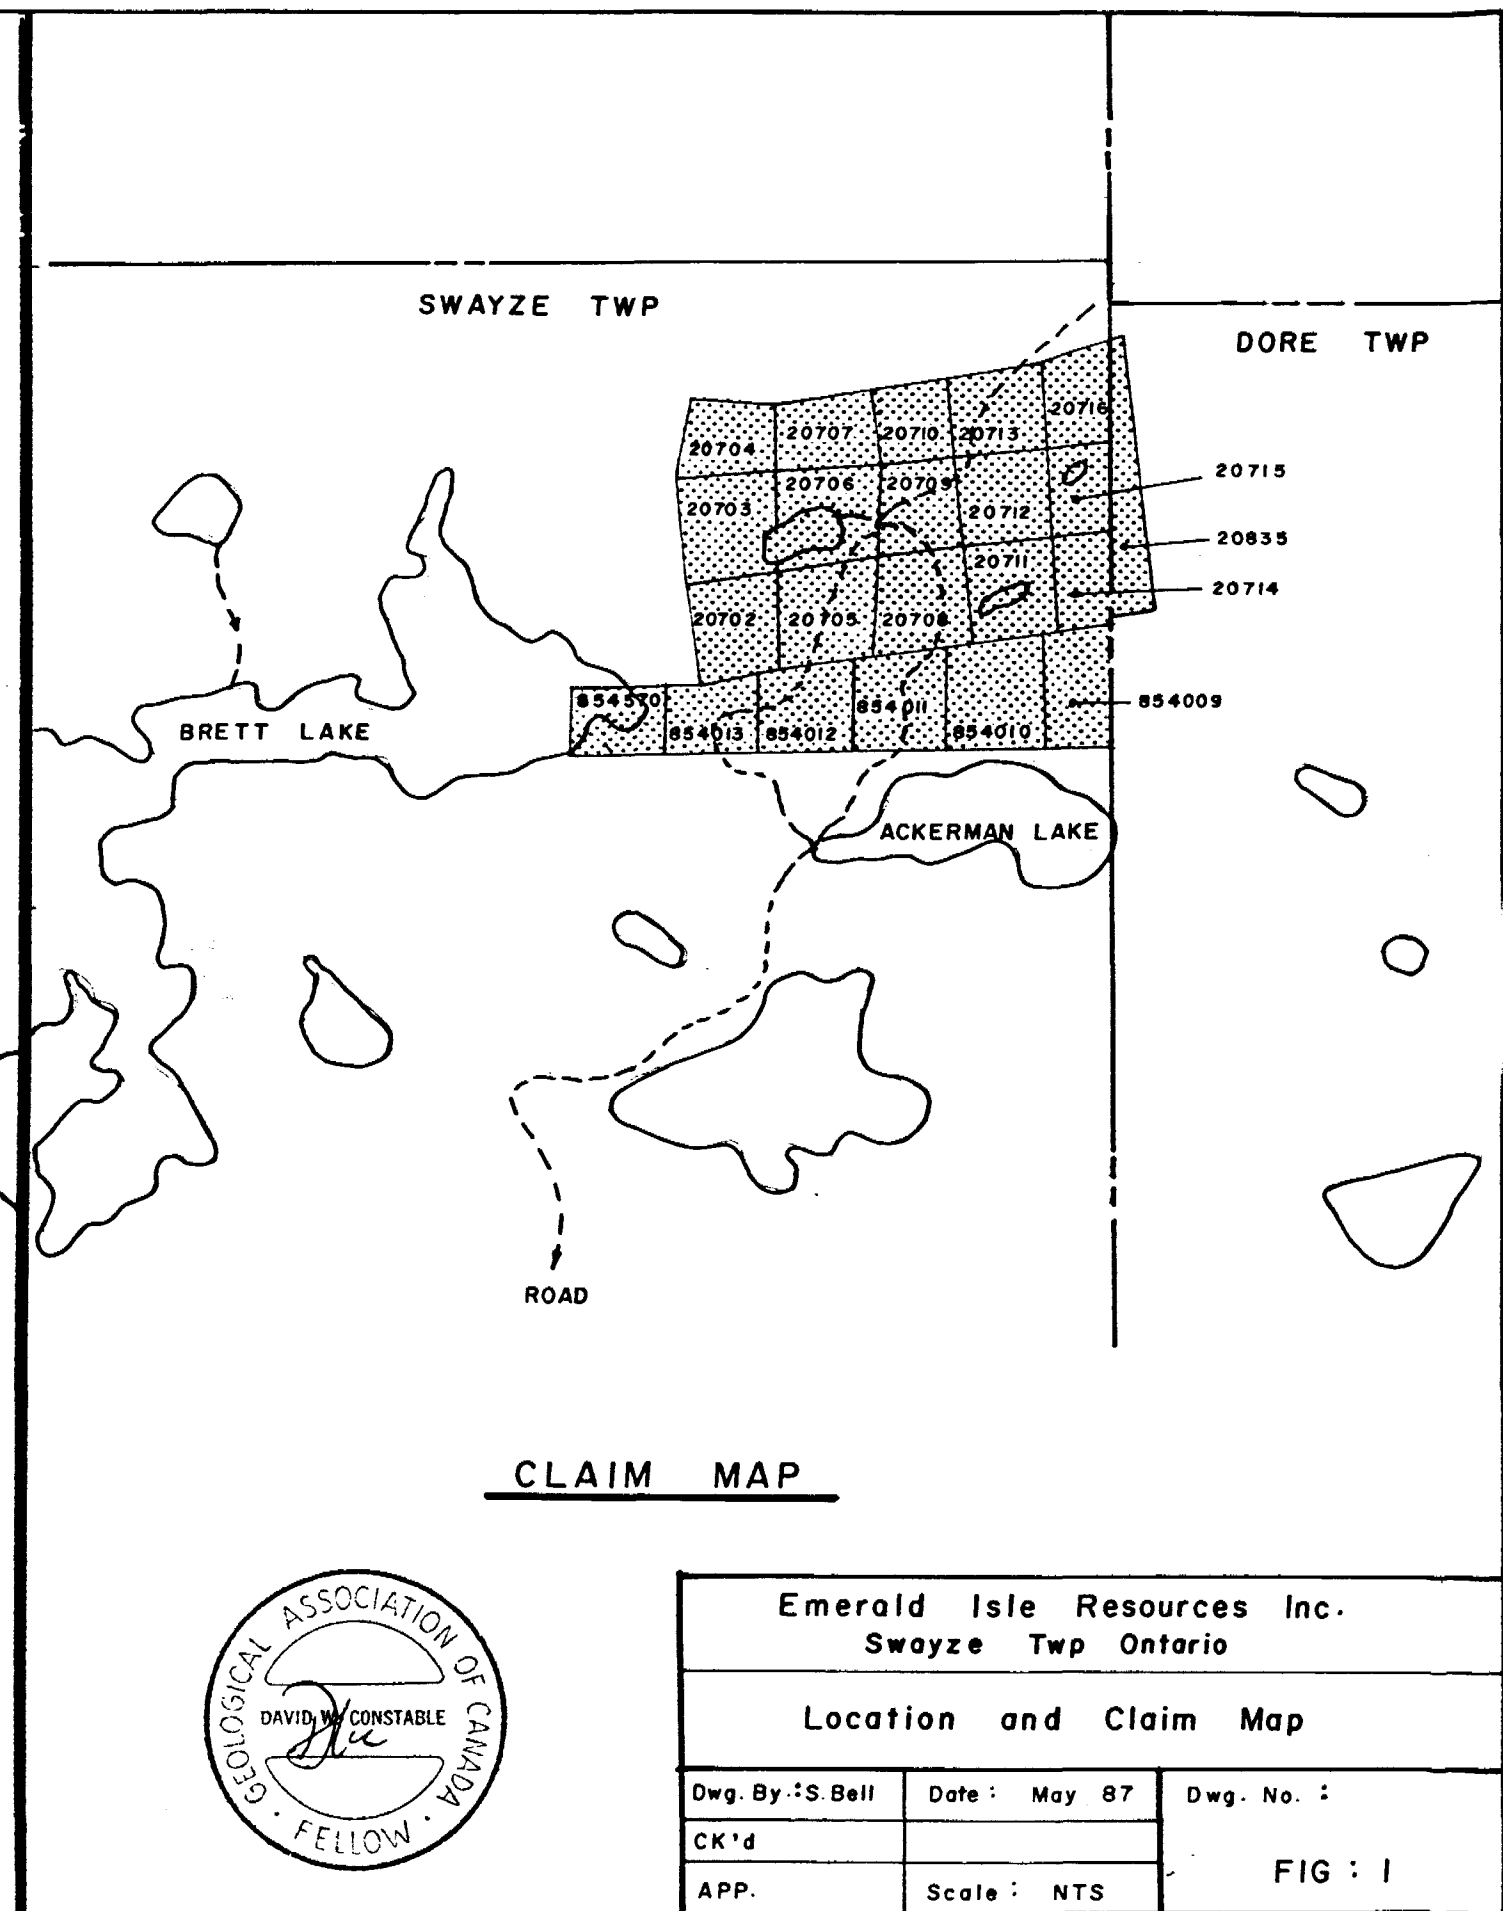 SWAYZE TWP
DORE TWP
20716
20707
20710
20713
20704
20715
20706
20709
20703
20712
20835
20711
20714
20702
20705
20708
854570
854011
854009
854013
854012
854010
BRETT LAKE
ACKERMAN LAKE
ROAD
CLAIM MAP
GEOLOGICAL ASSOCIATION OF CANADA
DAVID W. CONSTABLE
FELLOW
Emerald Isle Resources Inc.
Swayze Twp Ontario
Location and Claim Map
Dwg. By : S. Bell
Date : May 87
Dwg. No. :
CK'd
FIG : 1
APP.
Scale : NTS